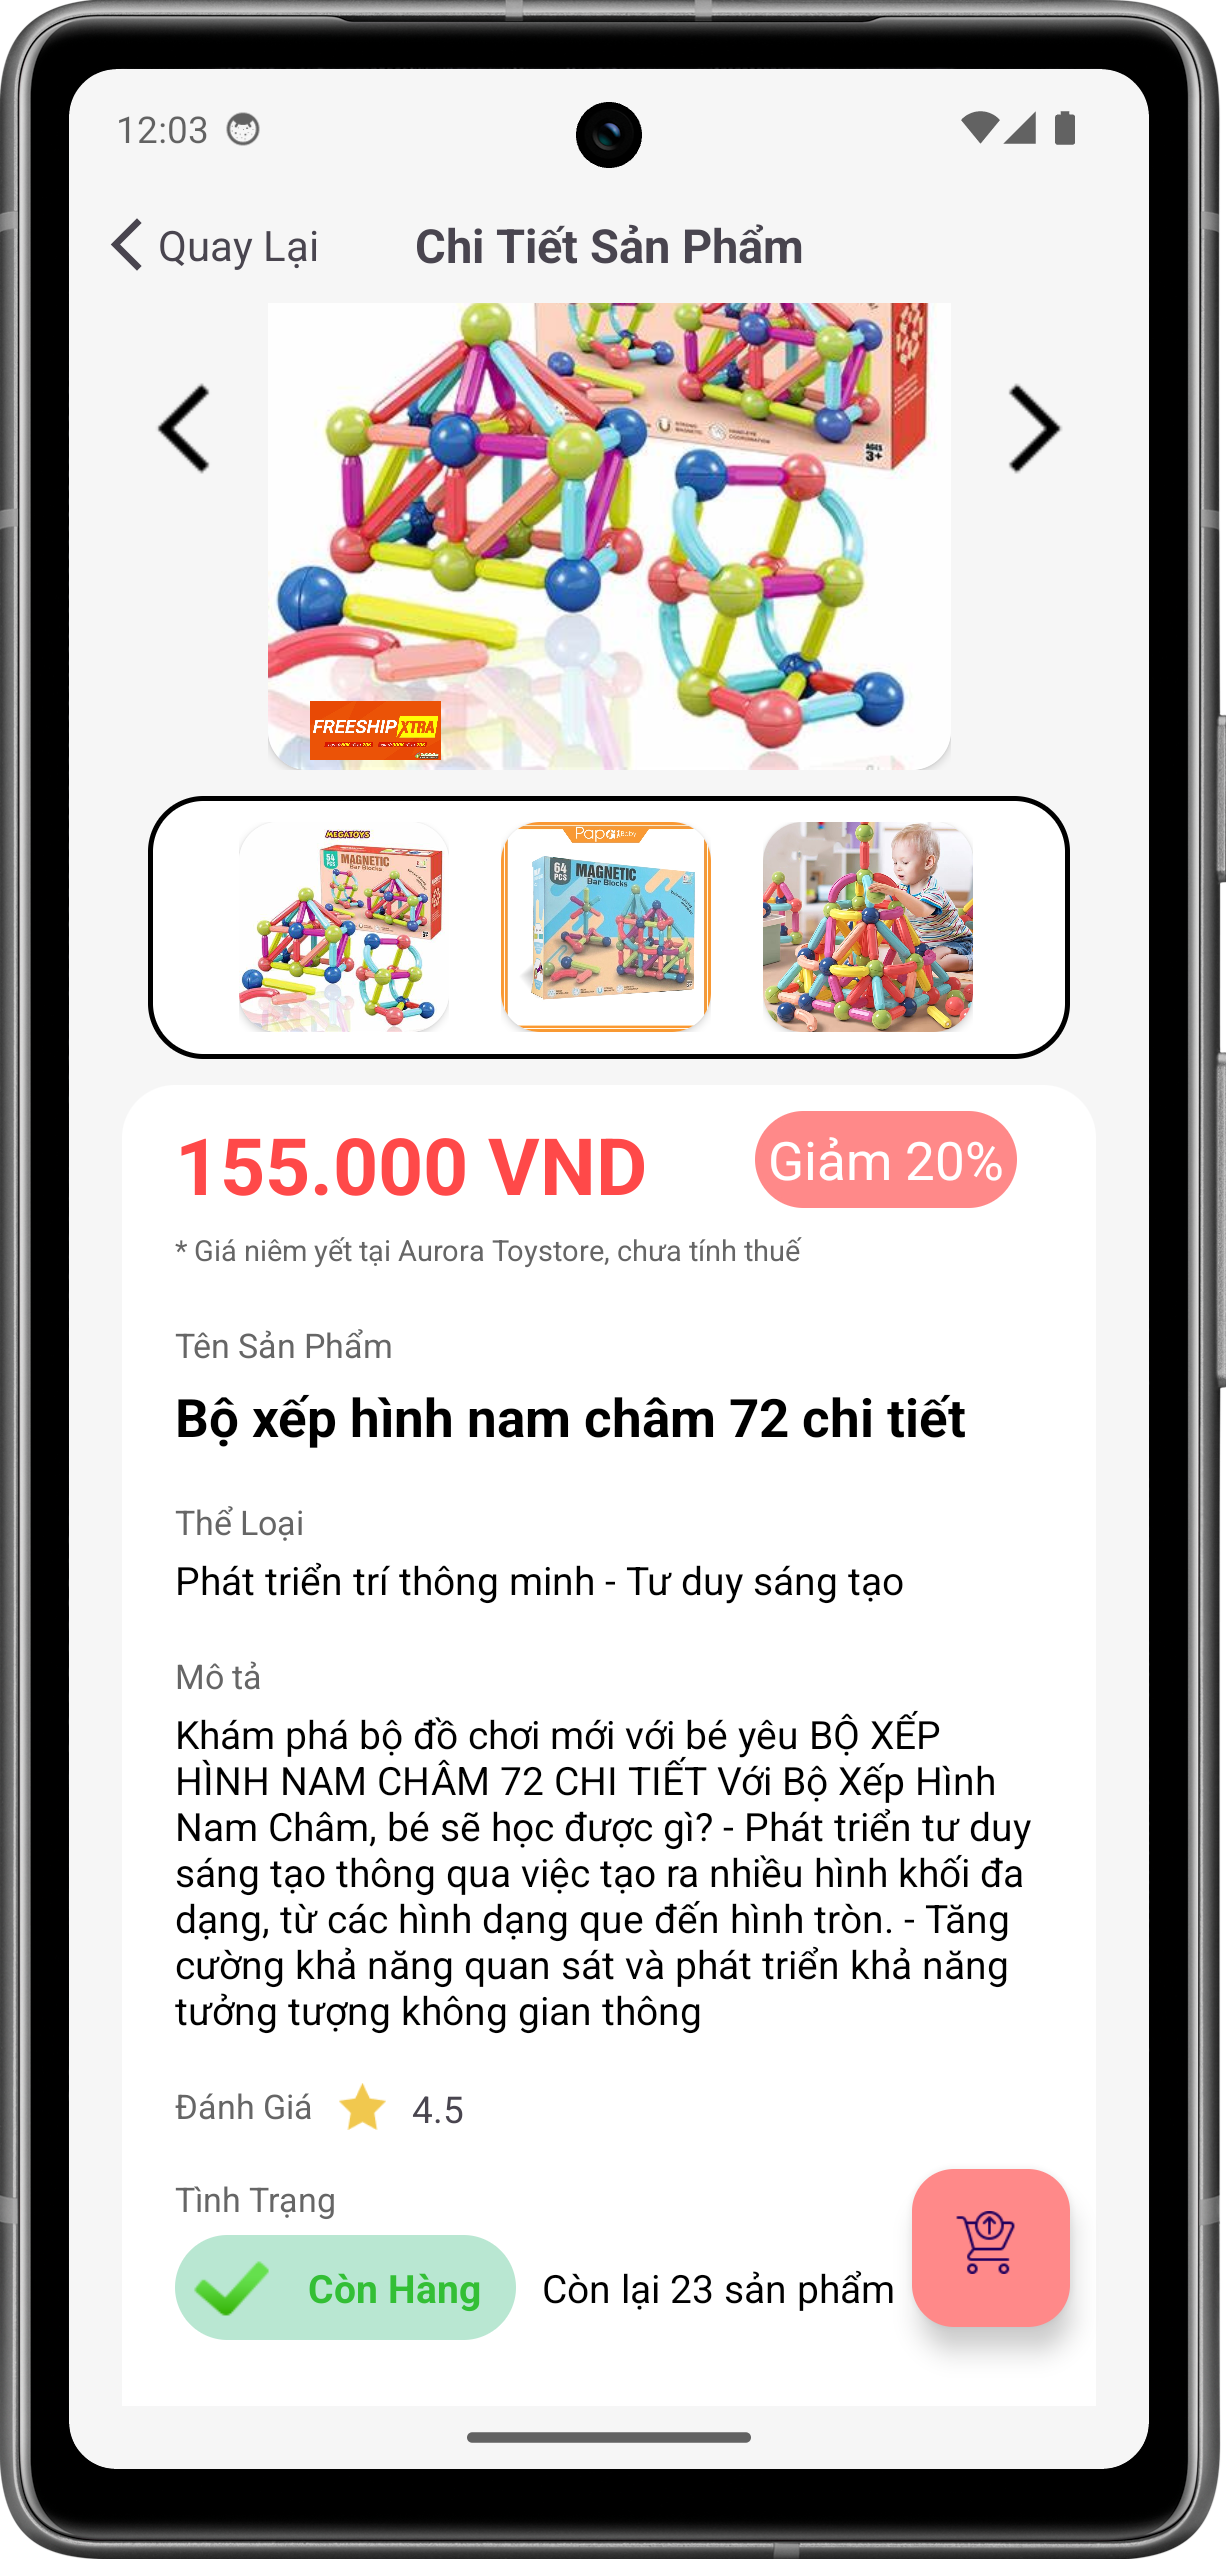 12:03
Quay Lại
Chi Tiết Sản Phẩm
AGES
3+
FREESHIP XTRA
MEGATOYS
54
PCS
MAGNETIC
Bar Blocks
Papa Baby
64
PCS
MAGNETIC
Bar Blocks
155.000 VND
Giảm 20%
* Giá niêm yết tại Aurora Toystore, chưa tính thuế
Tên Sản Phẩm
Bộ xếp hình nam châm 72 chi tiết
Thể Loại
Phát triển trí thông minh - Tư duy sáng tạo
Mô tả
Khám phá bộ đồ chơi mới với bé yêu BỘ XẾP
HÌNH NAM CHÂM 72 CHI TIẾT Với Bộ Xếp Hình
Nam Châm, bé sẽ học được gì? - Phát triển tư duy
sáng tạo thông qua việc tạo ra nhiều hình khối đa
dạng, từ các hình dạng que đến hình tròn. - Tăng
cường khả năng quan sát và phát triển khả năng
tưởng tượng không gian thông
Đánh Giá
4.5
Tình Trạng
Còn Hàng
Còn lại 23 sản phẩm